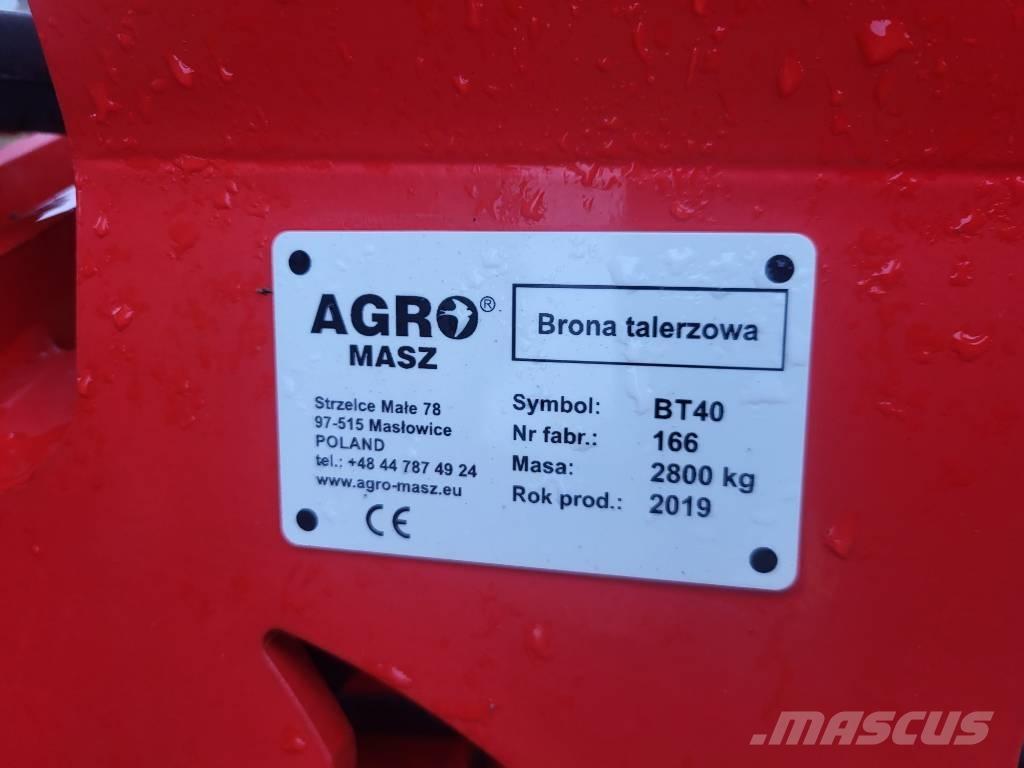 AGRO®
MASZ
Brona talerzowa
Strzelce Małe 78
97-515 Masłowice
POLAND
tel.: +48 44 787 49 24
www.agro-masz.eu
CE
Symbol: BT40
Nr fabr.: 166
Masa: 2800 kg
Rok prod.: 2019
MASCUS